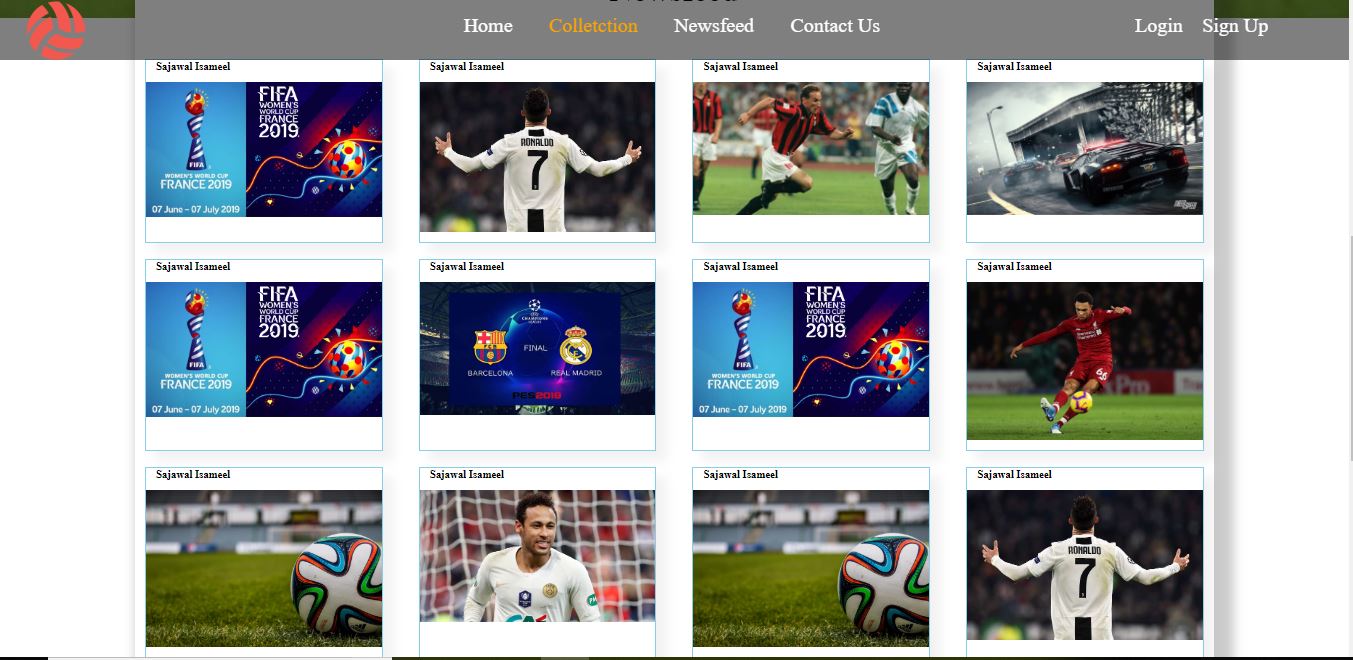 Newsfeed
Home Colletction Newsfeed Contact Us Login Sign Up
Sajawal Isameel Sajawal Isameel Sajawal Isameel Sajawal Isameel
FIFA
WOMEN'S
WORLD CUP
FRANCE
2019
FIFA
WOMEN'S WORLD CUP
FRANCE 2019
07 June - 07 July 2019
RONALDO
7
Sajawal Isameel Sajawal Isameel Sajawal Isameel Sajawal Isameel
FIFA
WOMEN'S
WORLD CUP
FRANCE
2019
FIFA
WOMEN'S WORLD CUP
FRANCE 2019
07 June - 07 July 2019
CHAMPIONS
LEAGUE
FINAL
BARCELONA
REAL MADRID
PES2019
FIFA
WOMEN'S
WORLD CUP
FRANCE
2019
FIFA
WOMEN'S WORLD CUP
FRANCE 2019
07 June - 07 July 2019
66
Sajawal Isameel Sajawal Isameel Sajawal Isameel Sajawal Isameel
RONALDO
7